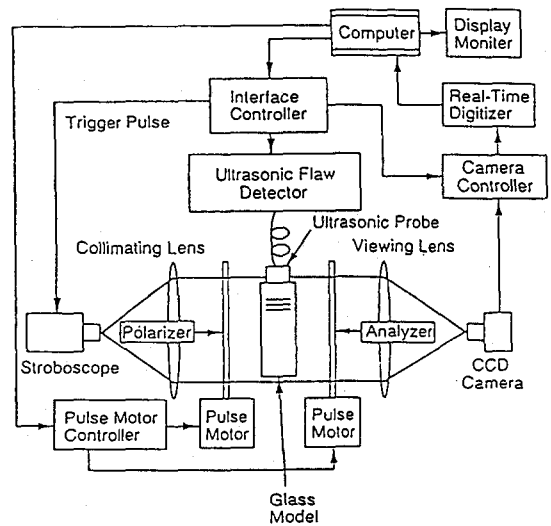 Computer
Display
Moniter
Interface
Controller
Real-Time
Digitizer
Trigger Pulse
Ultrasonic Flaw
Detector
Camera
Controller
Ultrasonic Probe
Collimating Lens
Viewing Lens
Polarizer
Analyzer
Stroboscope
CCD
Camera
Pulse Motor
Controller
Pulse
Motor
Pulse
Motor
Glass
Model